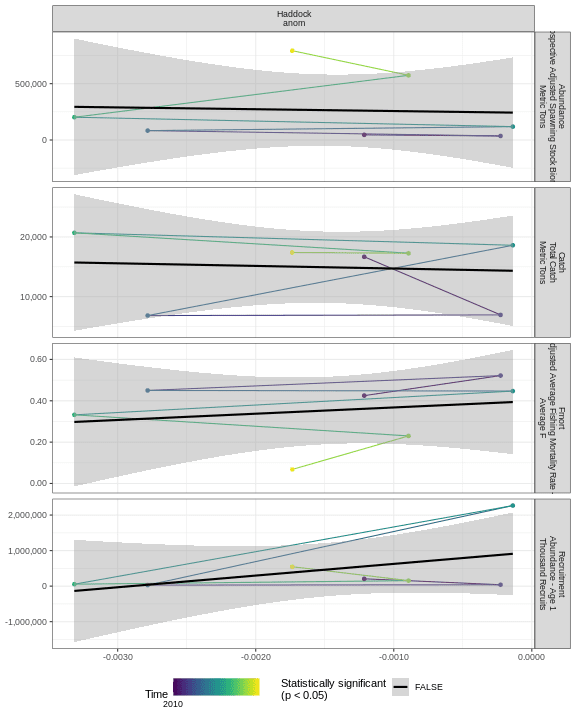 Haddock
anom
500,000
0
Abundance
Adjusted Spawning Stock
Metric Tons
20,000
10,000
Catch
Total Catch
Metric Tons
0.60
0.40
0.20
0.00
Fmort
Average Fishing Mortality Rate -
Average F
2,000,000
1,000,000
0
-1,000,000
Recruitment
Abundance - Age 1
Thousand Recruits
-0.0030
-0.0020
-0.0010
0.0000
Time
2010
Statistically significant
(p < 0.05)
FALSE